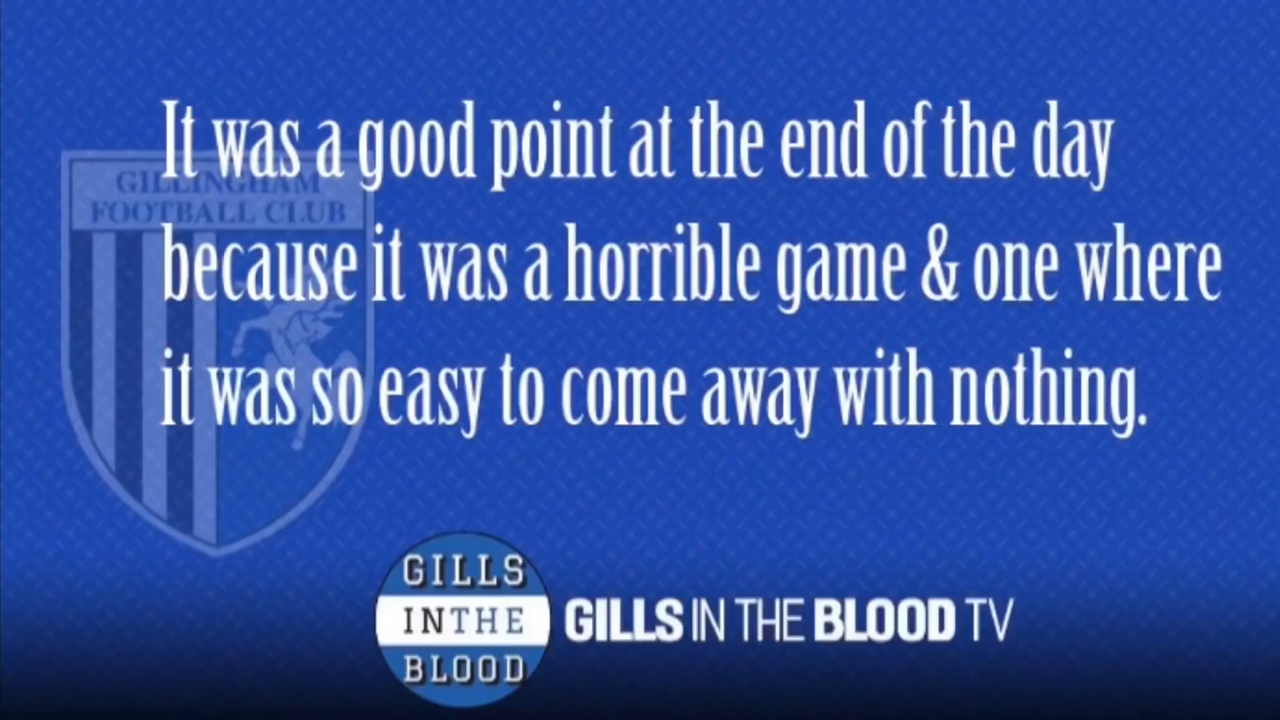 It was a good point at the end of the day
because it was a horrible game & one where
it was so easy to come away with nothing.
GILLINGHAM
FOOTBALL CLUB
GILLS
IN THE
BLOOD
GILLS IN THE BLOOD TV